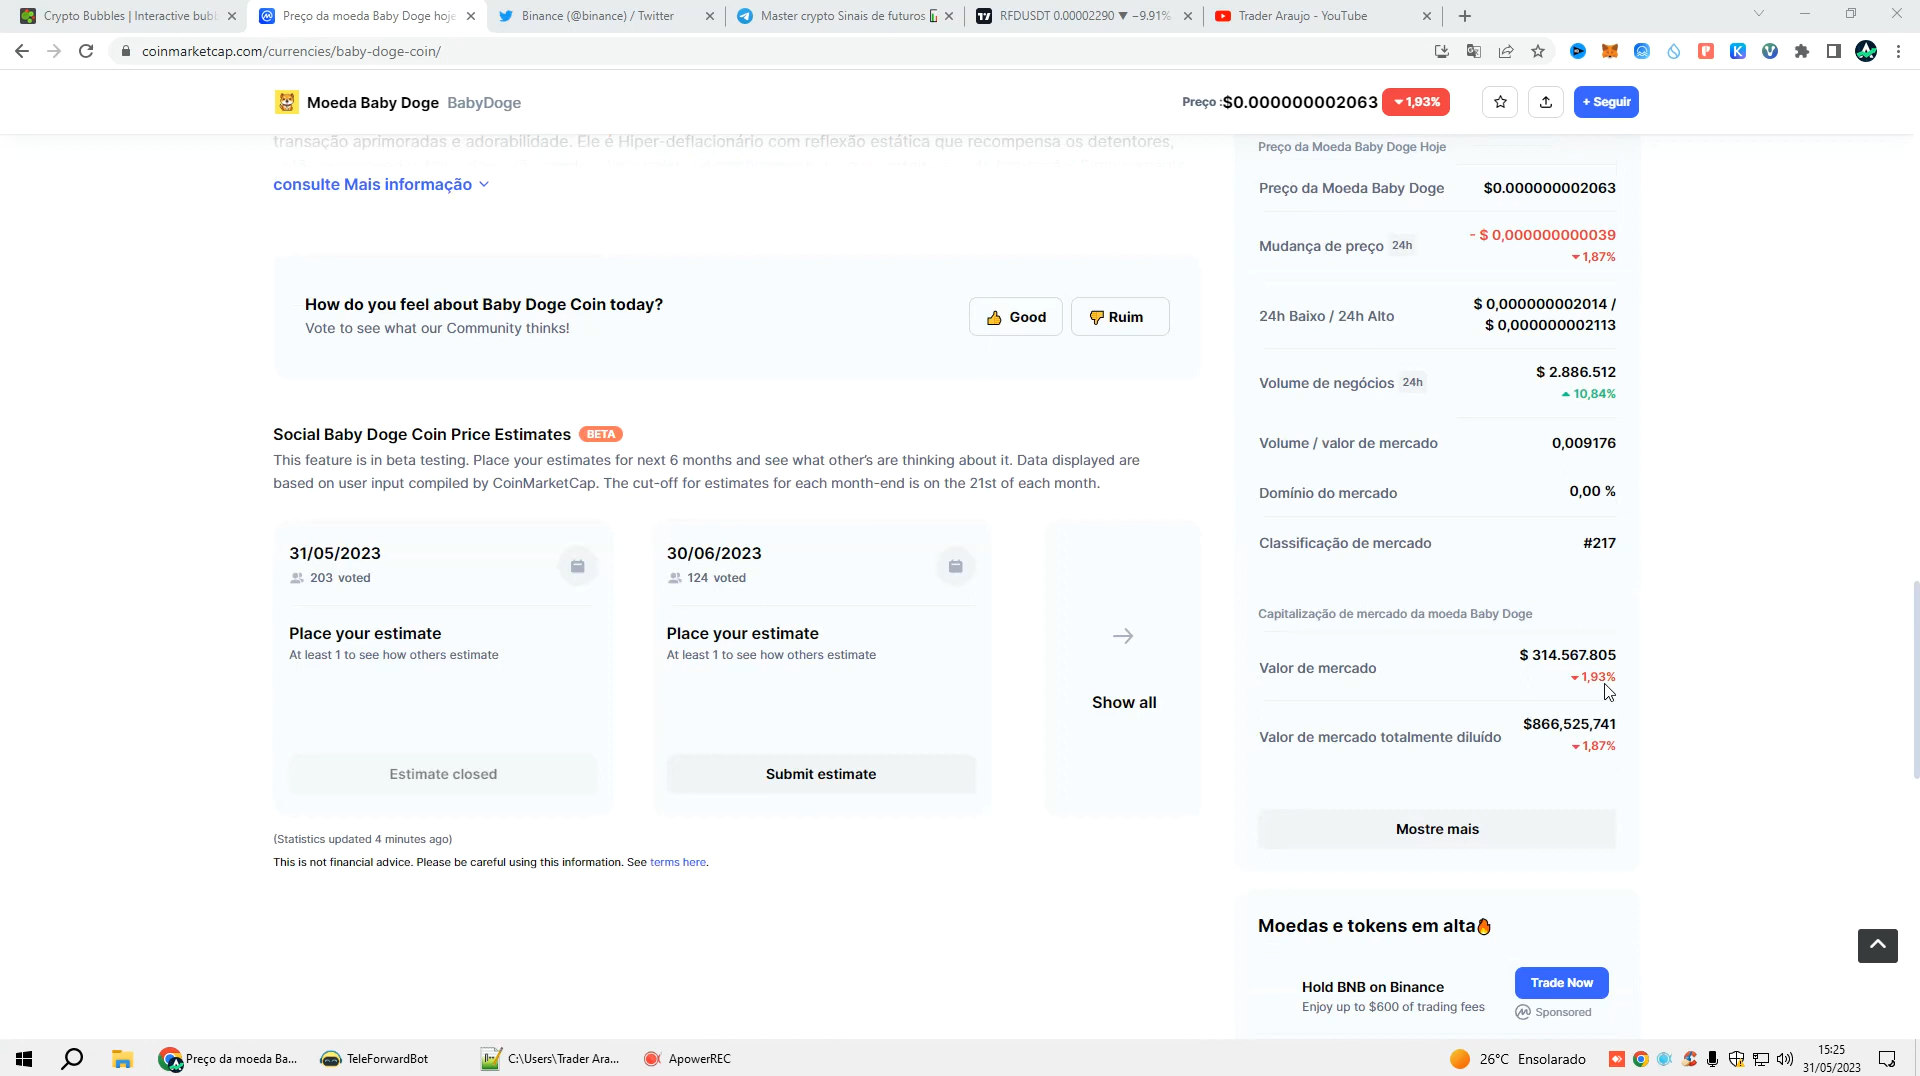 Crypto Bubbles | Interactive bubb
Preço da moeda Baby Doge hoje
Binance (@binance) / Twitter
Master crypto Sinais de futuros
RFDUSDT 0.00002290 ▼ −9.91%
Trader Araujo - YouTube
coinmarketcap.com/currencies/baby-doge-coin/
Moeda Baby Doge BabyDoge
Preço :$0.000000002063
1,93%
+ Seguir
transação aprimoradas e adorabilidade. Ele é Hiper-deflacionário com reflexão estática que recompensa os detentores,
consulte Mais informação
How do you feel about Baby Doge Coin today?
Vote to see what our Community thinks!
Good
Ruim
Social Baby Doge Coin Price Estimates BETA
This feature is in beta testing. Place your estimates for next 6 months and see what other's are thinking about it. Data displayed are
based on user input compiled by CoinMarketCap. The cut-off for estimates for each month-end is on the 21st of each month.
31/05/2023
203 voted
Place your estimate
At least 1 to see how others estimate
Estimate closed
30/06/2023
124 voted
Place your estimate
At least 1 to see how others estimate
Submit estimate
Show all
(Statistics updated 4 minutes ago)
This is not financial advice. Please be careful using this information. See terms here.
Preço da Moeda Baby Doge Hoje
Preço da Moeda Baby Doge $0.000000002063
Mudança de preço 24h
- $ 0,000000000039
1,87%
24h Baixo / 24h Alto
$ 0,000000002014 /
$ 0,000000002113
Volume de negócios 24h
$ 2.886.512
10,84%
Volume / valor de mercado 0,009176
Domínio do mercado 0,00 %
Classificação de mercado #217
Capitalização de mercado da moeda Baby Doge
Valor de mercado
$ 314.567.805
1,93%
Valor de mercado totalmente diluído
$866,525,741
1,87%
Mostre mais
Moedas e tokens em alta
Hold BNB on Binance
Enjoy up to $600 of trading fees
Trade Now
Sponsored
Preço da moeda Ba...
TeleForwardBot
C:\Users\Trader Ara...
ApowerREC
26°C Ensolarado
15:25
31/05/2023